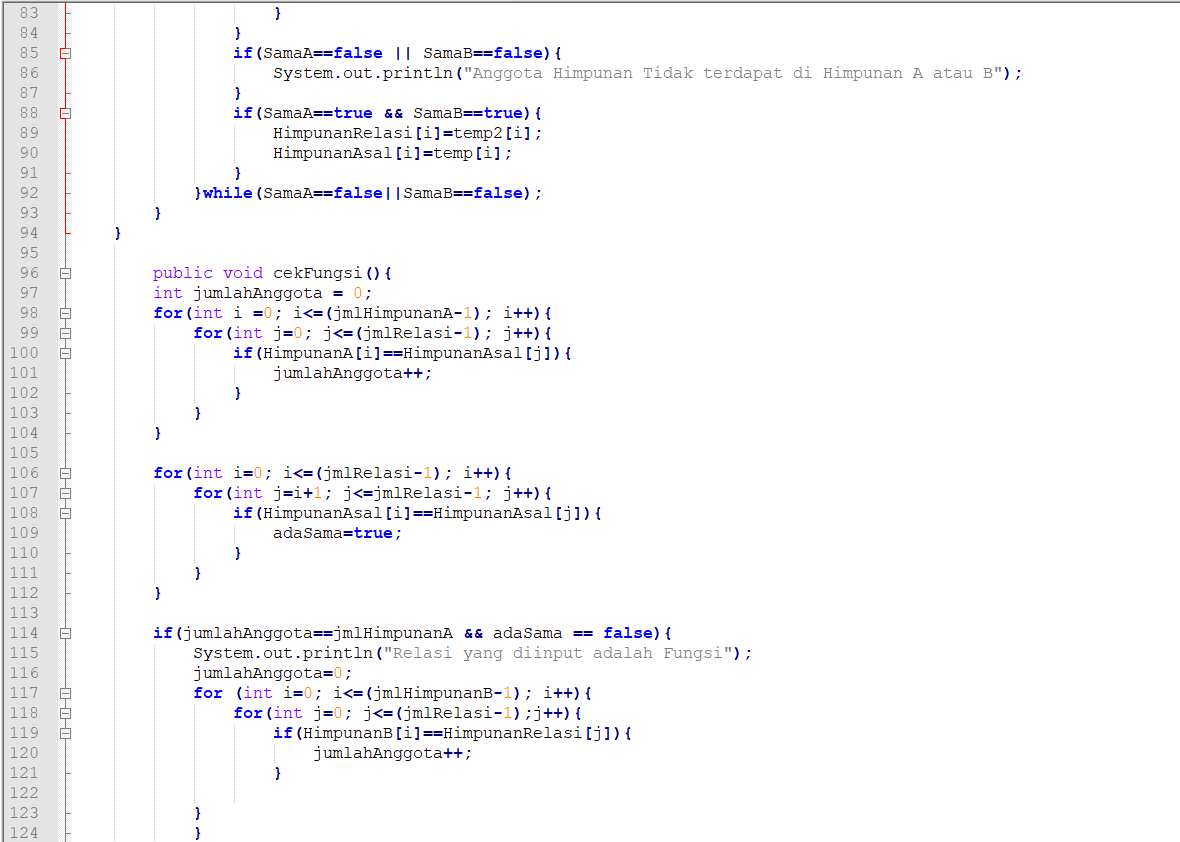 83                         }
84                     }
85                     if(SamaA==false || SamaB==false){
86                         System.out.println("Anggota Himpunan Tidak terdapat di Himpunan A atau B");
87                     }
88                     if(SamaA==true && SamaB==true){
89                         HimpunanRelasi[i]=temp2[i];
90                         HimpunanAsal[i]=temp[i];
91                     }
92                 }while(SamaA==false||SamaB==false);
93             }
94         }
95
96             public void cekFungsi(){
97             int jumlahAnggota = 0;
98             for(int i =0; i<=(jmlHimpunanA-1); i++){
99                 for(int j=0; j<=(jmlRelasi-1); j++){
100                     if(HimpunanA[i]==HimpunanAsal[j]){
101                         jumlahAnggota++;
102                     }
103                 }
104             }
105
106             for(int i=0; i<=(jmlRelasi-1); i++){
107                 for(int j=i+1; j<=jmlRelasi-1; j++){
108                     if(HimpunanAsal[i]==HimpunanAsal[j]){
109                         adaSama=true;
110                     }
111                 }
112             }
113
114             if(jumlahAnggota==jmlHimpunanA && adaSama == false){
115                 System.out.println("Relasi yang diinput adalah Fungsi");
116                 jumlahAnggota=0;
117                 for (int i=0; i<=(jmlHimpunanB-1); i++){
118                     for(int j=0; j<=(jmlRelasi-1);j++){
119                         if(HimpunanB[i]==HimpunanRelasi[j]){
120                             jumlahAnggota++;
121                         }
122
123                 }
124                 }